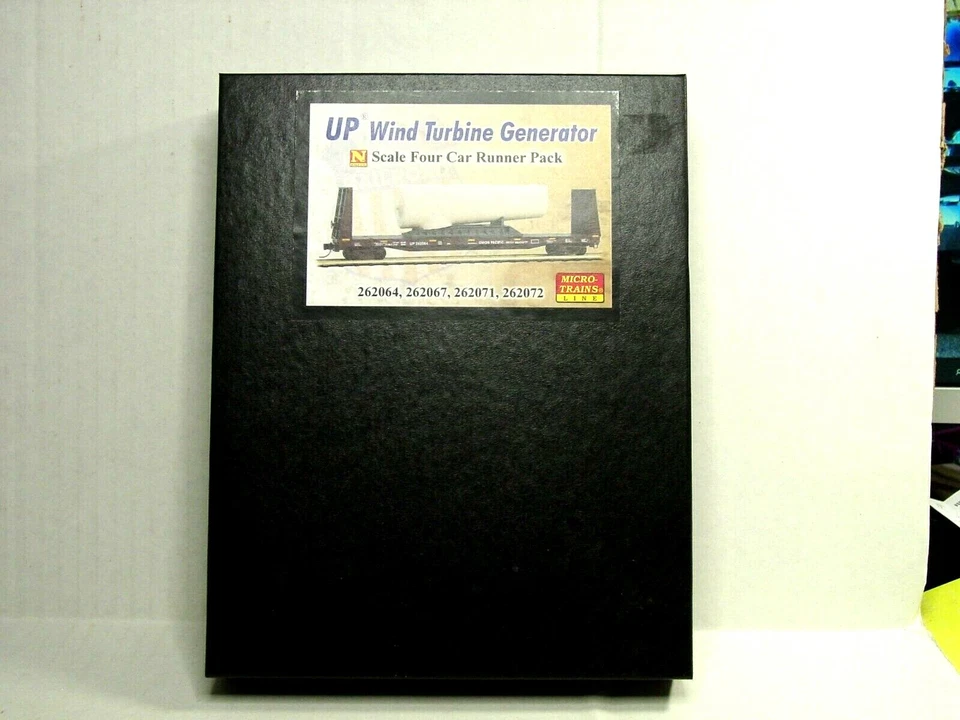 UP Wind Turbine Generator
N Scale Four Car Runner Pack
262064, 262067, 262071, 262072
MICRO-
TRAINS®
LINE